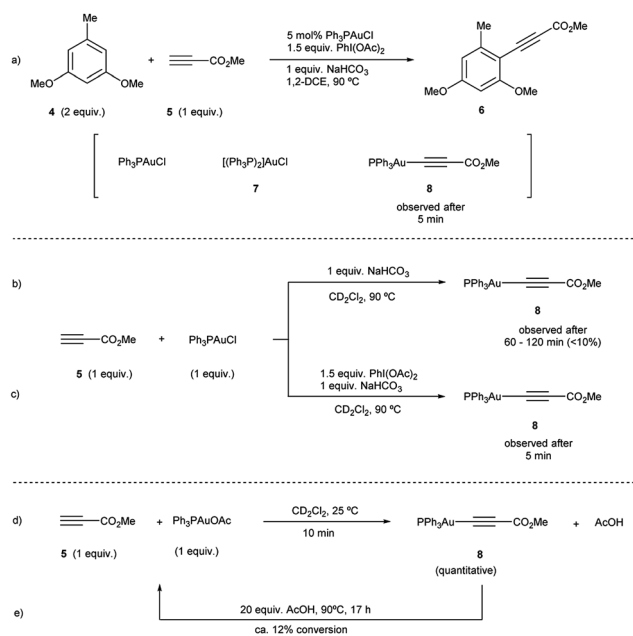 a)
Me
MeO
OMe
4 (2 equiv.)
+
CO2Me
5 (1 equiv.)
5 mol% Ph3PAuCl
1.5 equiv. PhI(OAc)2
1 equiv. NaHCO3
1,2-DCE, 90 ºC
Me
CO2Me
MeO
OMe
6
Ph3PAuCl
[(Ph3P)2]AuCl
7
PPh3Au
CO2Me
8
observed after
5 min
b)
1 equiv. NaHCO3
CD2Cl2, 90 ºC
PPh3Au
CO2Me
8
observed after
60 - 120 min (<10%)
CO2Me
5 (1 equiv.)
+
Ph3PAuCl
(1 equiv.)
c)
1.5 equiv. PhI(OAc)2
1 equiv. NaHCO3
CD2Cl2, 90 ºC
PPh3Au
CO2Me
8
observed after
5 min
d)
CO2Me
5 (1 equiv.)
+ Ph3PAuOAc
(1 equiv.)
CD2Cl2, 25 ºC
10 min
PPh3Au
CO2Me
8
(quantitative)
+ AcOH
e)
20 equiv. AcOH, 90ºC, 17 h
ca. 12% conversion